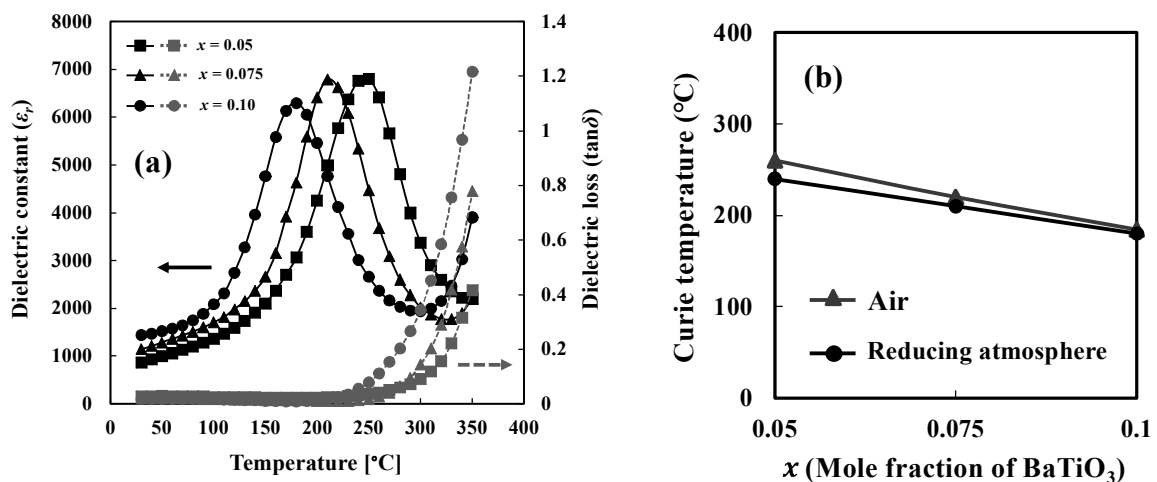 8000
7000
6000
5000
4000
3000
2000
1000
0
Dielectric constant (εr)
x = 0.05
x = 0.075
x = 0.10
(a)
1.4
1.2
1
0.8
0.6
0.4
0.2
0
Dielectric loss (tanδ)
0 50 100 150 200 250 300 350 400
Temperature [°C]
400
300
200
100
0
Curie temperature (°C)
(b)
Air
Reducing atmosphere
0.05 0.075 0.1
x (Mole fraction of BaTiO3)